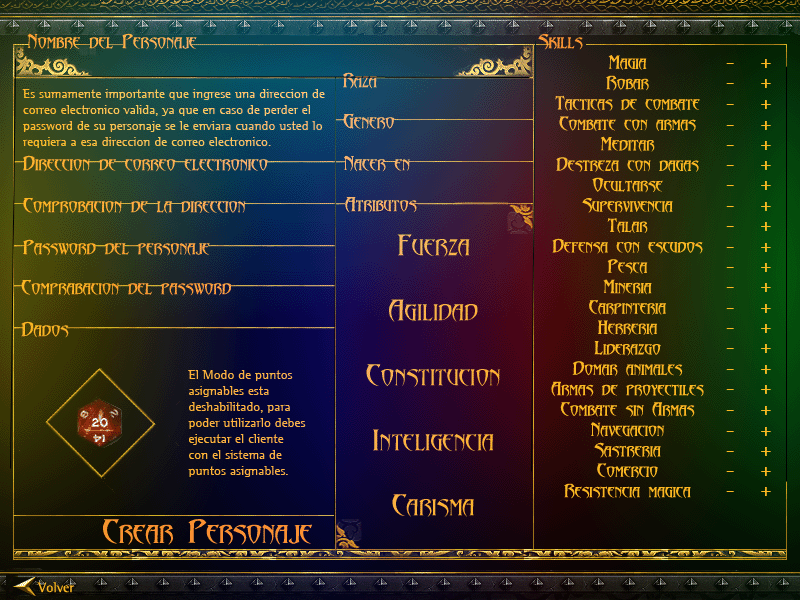 Nombre del Personaje
Es sumamente importante que ingrese una direccion de
correo electronico valida, ya que en caso de perder el
password de su personaje se le enviara cuando usted lo
requiera a esa direccion de correo electronico.
Direccion de correo electronico
Comprobacion de la direccion
Password del personaje
Comprabacion del password
Dados
20
8
2
14
El Modo de puntos
asignables esta
deshabilitado, para
poder utilizarlo debes
ejecutar el cliente
con el sistema de
puntos asignables.
Crear Personaje
Raza
Genero
Nacer en
Atributos
Fuerza
Agilidad
Constitucion
Inteligencia
Carisma
Skills
Magia - +
Robar - +
Tacticas de combate - +
Combate con armas - +
Meditar - +
Destreza con dagas - +
Ocultarse - +
Supervivencia - +
Talar - +
Defensa con escudos - +
Pesca - +
Mineria - +
Carpinteria - +
Herreria - +
Liderazgo - +
Domar animales - +
Armas de proyectiles - +
Combate sin Armas - +
Navegacion - +
Sastreria - +
Comercio - +
Resistencia magica - +
Volver